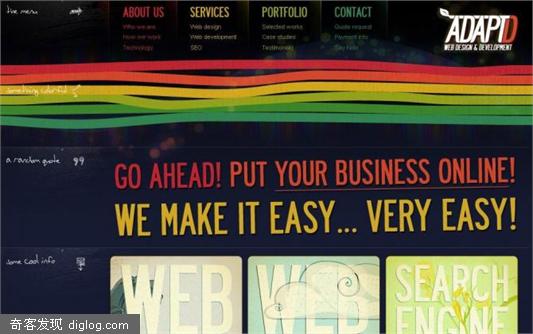 the menu
ABOUT US
Who we are
How we work
Technology
SERVICES
Web design
Web development
SEO
PORTFOLIO
Selected works
Case studies
Testimonials
CONTACT
Quote request
Payment info
Say hello
ADAPTD
WEB DESIGN & DEVELOPMENT
something colorful
a random quote
GO AHEAD! PUT YOUR BUSINESS ONLINE!
WE MAKE IT EASY... VERY EASY!
some cool info
WEB
WEB
SEARCH
ENGINE
奇客发现 diglog.com